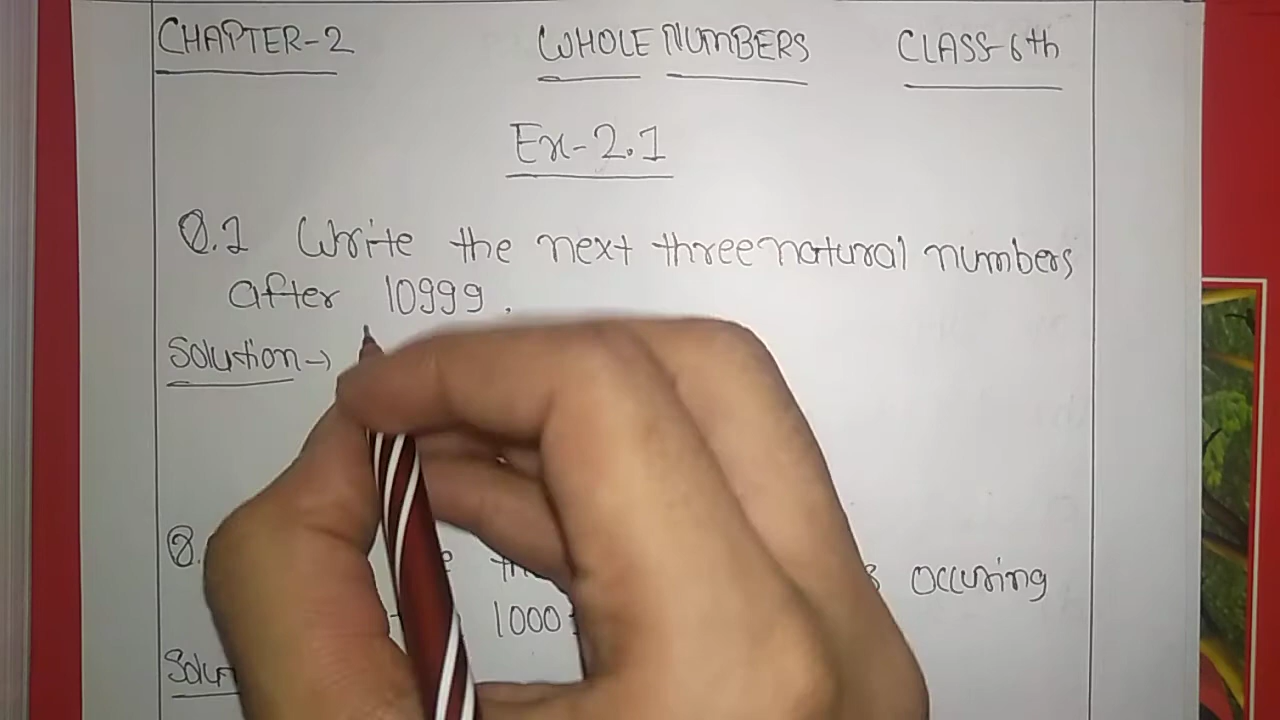 CHAPTER-2 WHOLE NUMBERS CLASS-6th
Ex-2.1
Q.1 Write the next three natural numbers
after 10999.
Solution→
Q. occuring
1000